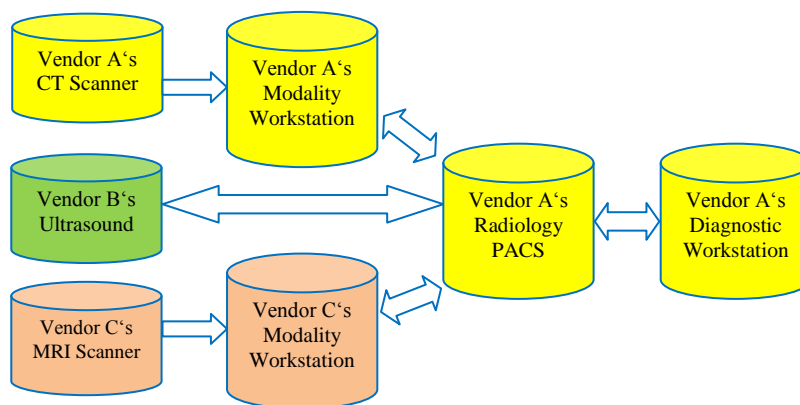 Vendor A‘s
CT Scanner
Vendor A‘s
Modality
Workstation
Vendor B‘s
Ultrasound
Vendor A‘s
Radiology
PACS
Vendor A‘s
Diagnostic
Workstation
Vendor C‘s
MRI Scanner
Vendor C‘s
Modality
Workstation